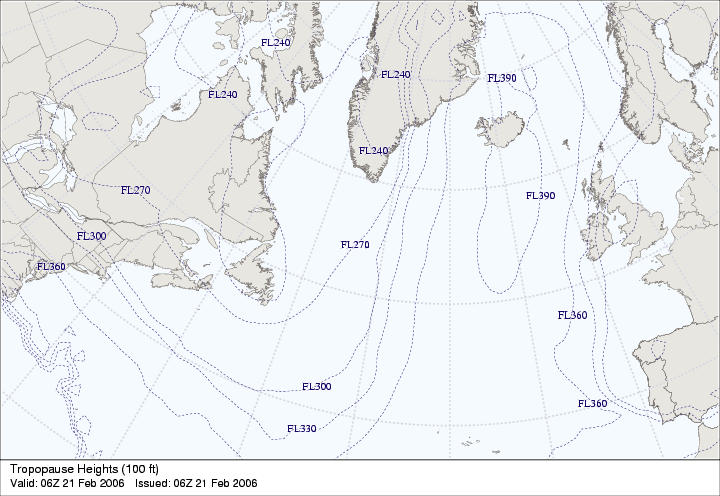 FL240
FL240
FL390
FL240
FL240
FL270
FL390
FL300
FL270
FL360
FL360
FL300
FL360
FL330
Tropopause Heights (100 ft)
Valid: 06Z 21 Feb 2006 Issued: 06Z 21 Feb 2006